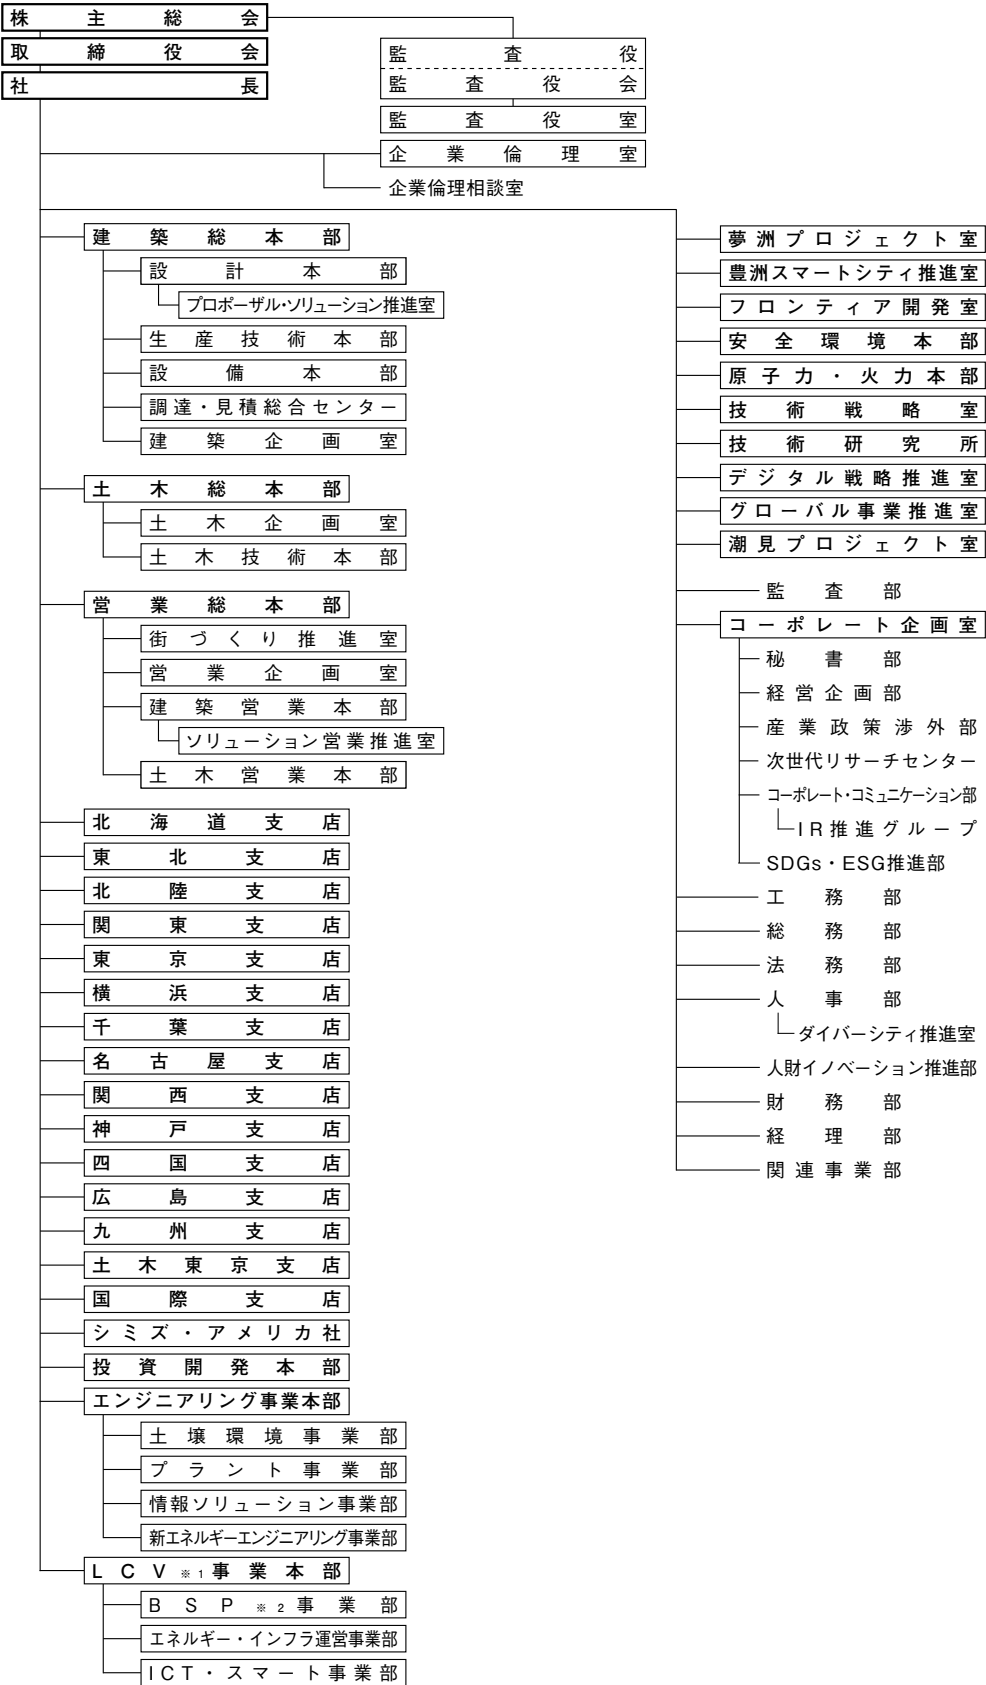 株主総会
取締役会
社長
監査役
監査役会
監査役室
企業倫理室
企業倫理相談室
建築総本部
設計本部
プロポーザル・ソリューション推進室
生産技術本部
設備本部
調達・見積総合センター
建築企画室
土木総本部
土木企画室
土木技術本部
営業総本部
街づくり推進室
営業企画室
建築営業本部
ソリューション営業推進室
土木営業本部
北海道支店
東北支店
北陸支店
関東支店
東京支店
横浜支店
千葉支店
名古屋支店
関西支店
神戸支店
四国支店
広島支店
九州支店
土木東京支店
国際支店
シミズ・アメリカ社
投資開発本部
エンジニアリング事業本部
土壌環境事業部
プラント事業部
情報ソリューション事業部
新エネルギーエンジニアリング事業部
LCV※1事業本部
BSP※2事業部
エネルギー・インフラ運営事業部
ICT・スマート事業部
夢洲プロジェクト室
豊洲スマートシティ推進室
フロンティア開発室
安全環境本部
原子力・火力本部
技術戦略室
技術研究所
デジタル戦略推進室
グローバル事業推進室
潮見プロジェクト室
監査部
コーポレート企画室
秘書部
経営企画部
産業政策渉外部
次世代リサーチセンター
コーポレート・コミュニケーション部
IR推進グループ
SDGs・ESG推進部
工務部
総務部
法務部
人事部
ダイバーシティ推進室
人財イノベーション推進部
財務部
経理部
関連事業部